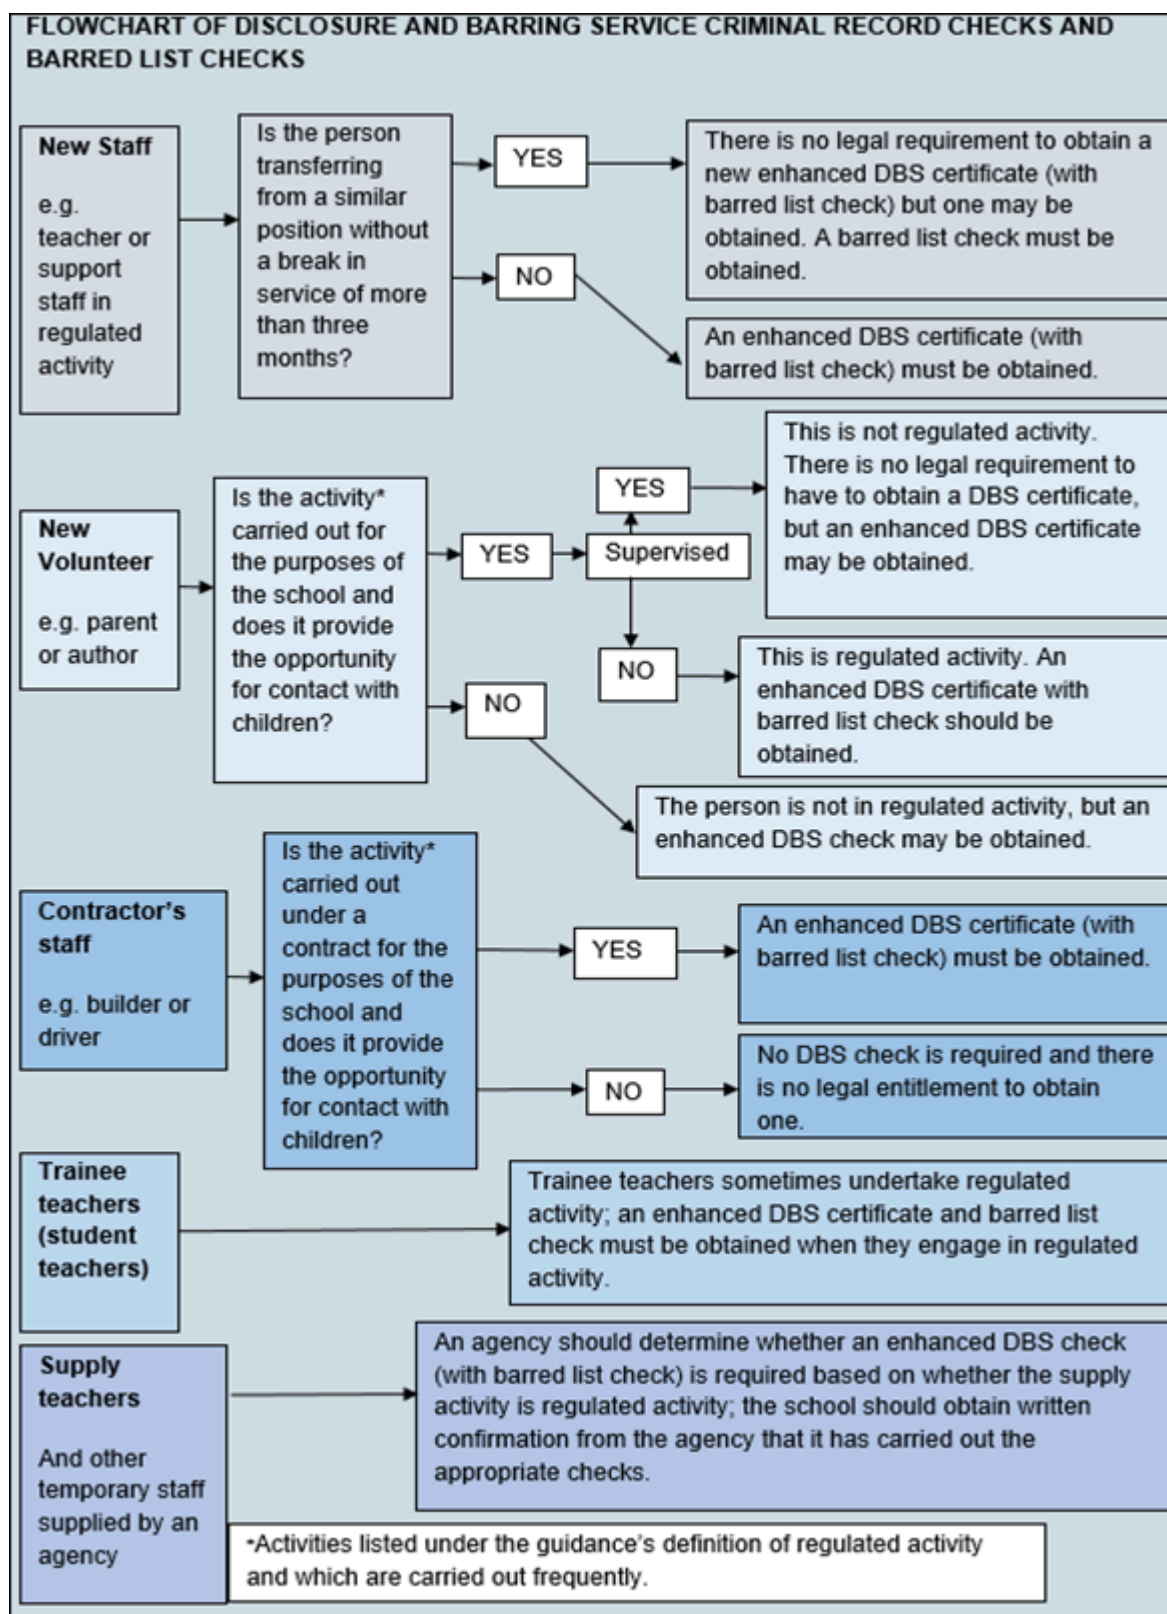 FLOWCHART OF DISCLOSURE AND BARRING SERVICE CRIMINAL RECORD CHECKS AND
BARRED LIST CHECKS
New Staff
e.g.
teacher or
support
staff in
regulated
activity
Is the person
transferring
from a similar
position without
a break in
service of more
than three
months?
YES
There is no legal requirement to obtain a
new enhanced DBS certificate (with
barred list check) but one may be
obtained. A barred list check must be
obtained.
NO
An enhanced DBS certificate (with
barred list check) must be obtained.
New
Volunteer
e.g. parent
or author
Is the activity*
carried out for
the purposes of
the school and
does it provide
the opportunity
for contact with
children?
YES
Supervised
YES
This is not regulated activity.
There is no legal requirement to
have to obtain a DBS certificate,
but an enhanced DBS certificate
may be obtained.
NO
This is regulated activity. An
enhanced DBS certificate with
barred list check should be
obtained.
NO
The person is not in regulated activity, but an
enhanced DBS check may be obtained.
Contractor's
staff
e.g. builder or
driver
Is the activity*
carried out
under a
contract for the
purposes of the
school and
does it provide
the opportunity
for contact with
children?
YES
An enhanced DBS certificate (with
barred list check) must be obtained.
NO
No DBS check is required and there
is no legal entitlement to obtain
one.
Trainee
teachers
(student
teachers)
Trainee teachers sometimes undertake regulated
activity; an enhanced DBS certificate and barred list
check must be obtained when they engage in regulated
activity.
Supply
teachers
And other
temporary staff
supplied by an
agency
An agency should determine whether an enhanced DBS check
(with barred list check) is required based on whether the supply
activity is regulated activity; the school should obtain written
confirmation from the agency that it has carried out the
appropriate checks.
*Activities listed under the guidance's definition of regulated activity
and which are carried out frequently.